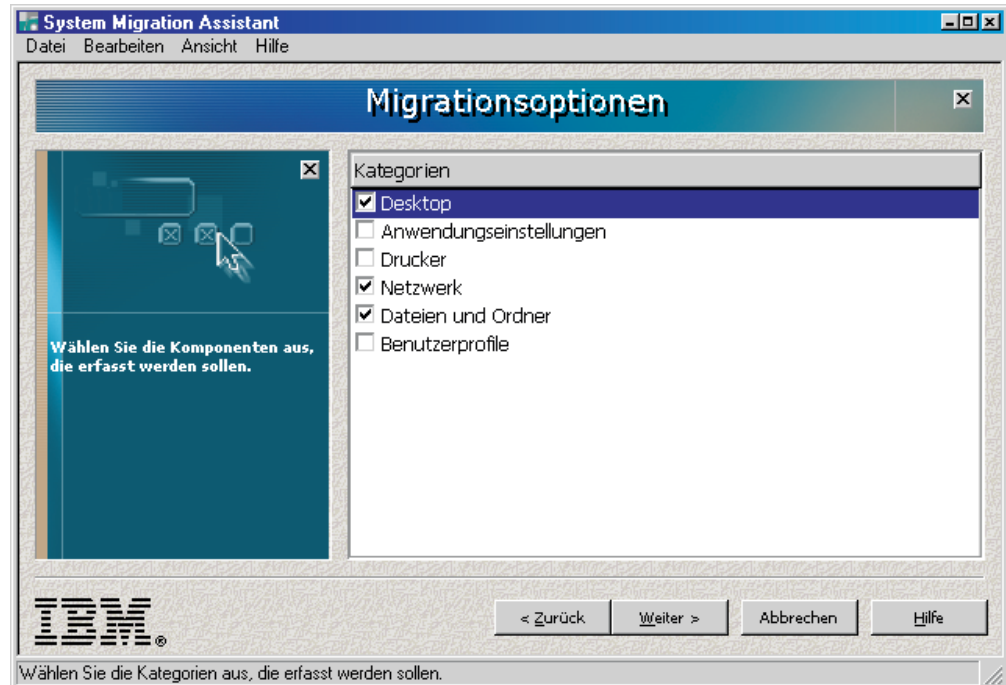 System Migration Assistant
Datei Bearbeiten Ansicht Hilfe
Migrationsoptionen
Wählen Sie die Komponenten aus,
die erfasst werden sollen.
Kategorien
Desktop
Anwendungseinstellungen
Drucker
Netzwerk
Dateien und Ordner
Benutzerprofile
IBM®
< Zurück Weiter > Abbrechen Hilfe
Wählen Sie die Kategorien aus, die erfasst werden sollen.